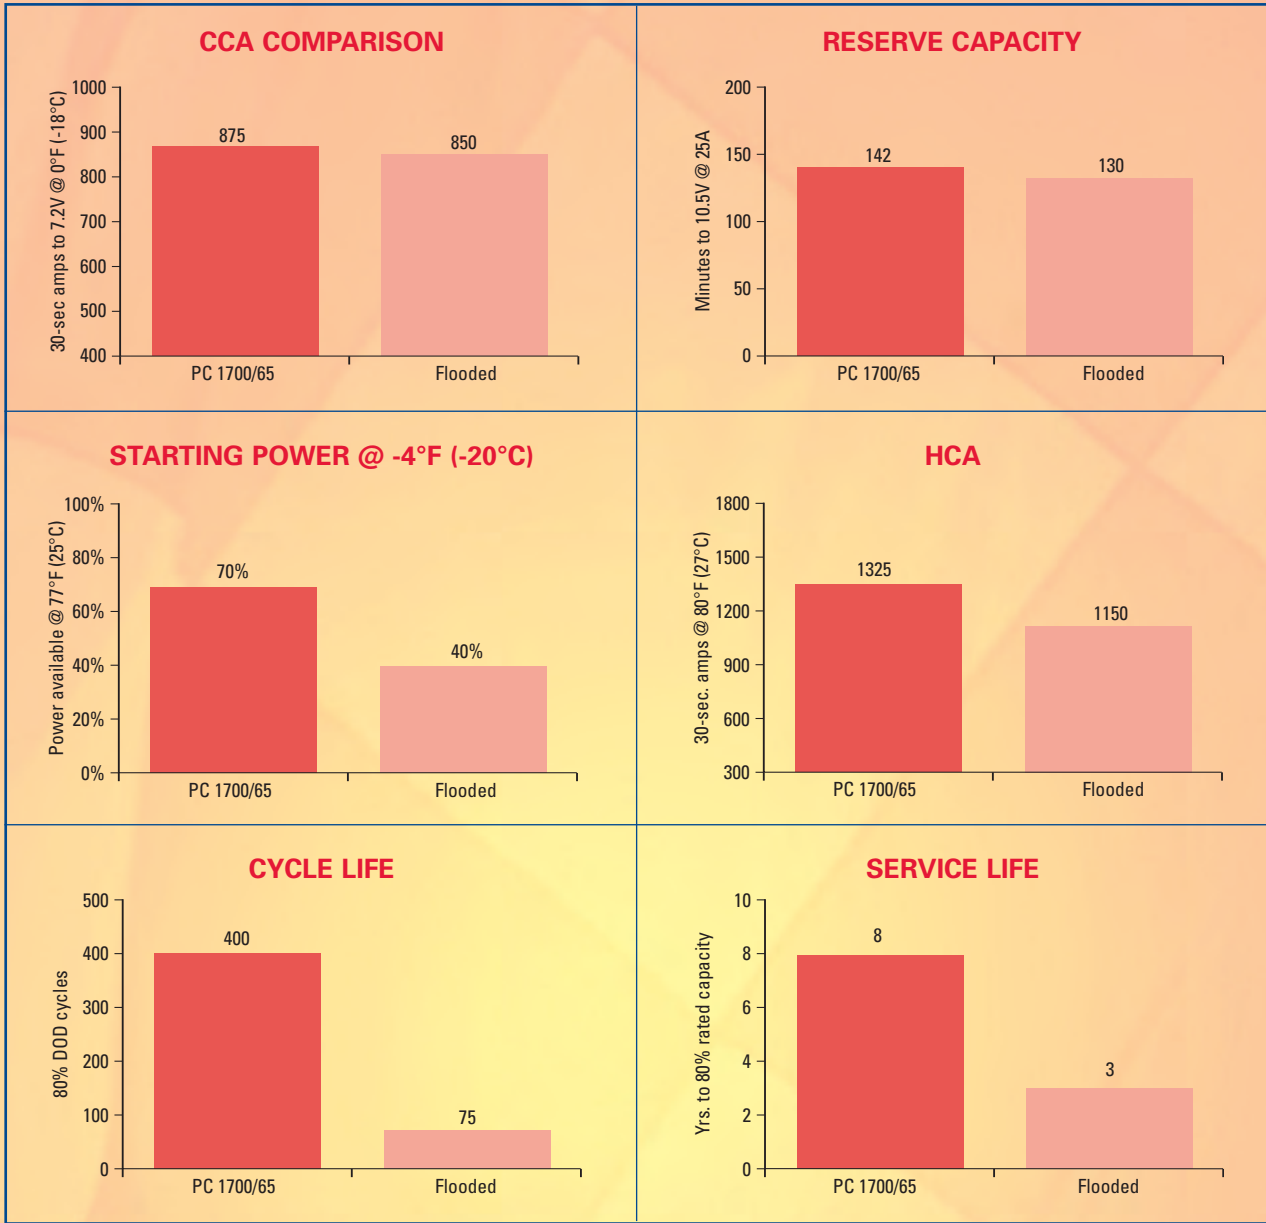 CCA COMPARISON
30-sec amps to 7.2V @ 0°F (-18°C)
1000
900
800
700
600
500
400
875
850
PC 1700/65
Flooded
RESERVE CAPACITY
Minutes to 10.5V @ 25A
200
150
100
50
0
142
130
PC 1700/65
Flooded
STARTING POWER @ -4°F (-20°C)
Power available @ 77°F (25°C)
100%
80%
60%
40%
20%
0%
70%
40%
PC 1700/65
Flooded
HCA
30-sec. amps @ 80°F (27°C)
1800
1500
1200
900
600
300
1325
1150
PC 1700/65
Flooded
CYCLE LIFE
80% DOD cycles
500
400
300
200
100
0
400
75
PC 1700/65
Flooded
SERVICE LIFE
Yrs. to 80% rated capacity
10
8
6
4
2
0
8
3
PC 1700/65
Flooded